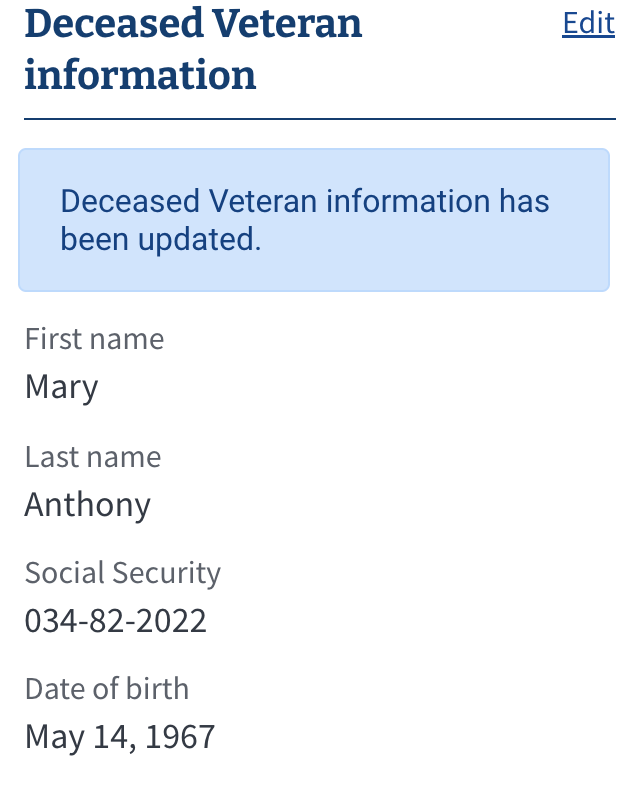 Deceased Veteran
information
Edit
Deceased Veteran information has
been updated.
First name
Mary
Last name
Anthony
Social Security
034-82-2022
Date of birth
May 14, 1967